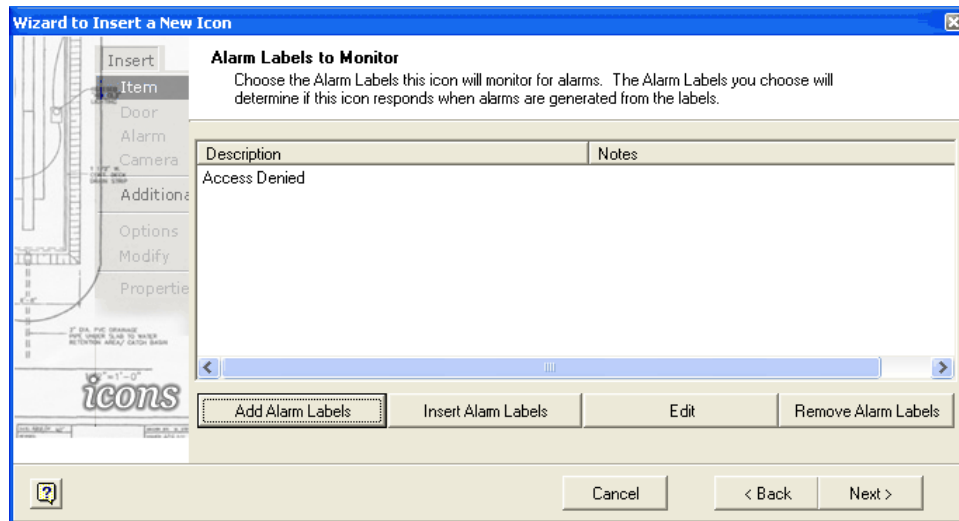 Wizard to Insert a New Icon
Insert
Item
Door
Alarm
Camera
Additiona
Options
Modify
Propertie
icons
Alarm Labels to Monitor
Choose the Alarm Labels this icon will monitor for alarms. The Alarm Labels you choose will
determine if this icon responds when alarms are generated from the labels.
Description Notes
Access Denied
Add Alarm Labels Insert Alarm Labels Edit Remove Alarm Labels
Cancel < Back Next >